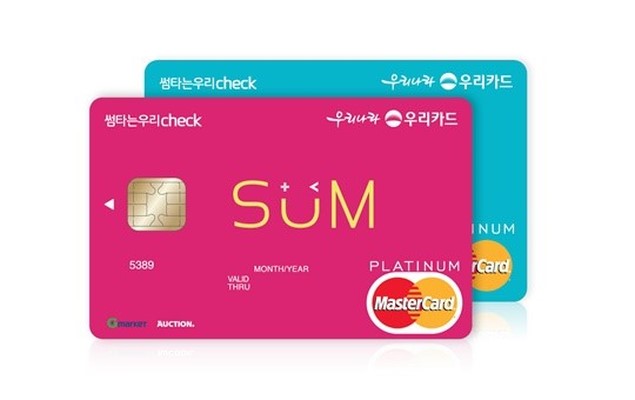 썸타는우리check 우리나라 우리카드
썸타는우리check 우리나라 우리카드
SuM
INUM
5389
MONTH/YEAR
PLATINUM
VALID
THRU
rCard
MasterCard
Gmarket AUCTION.